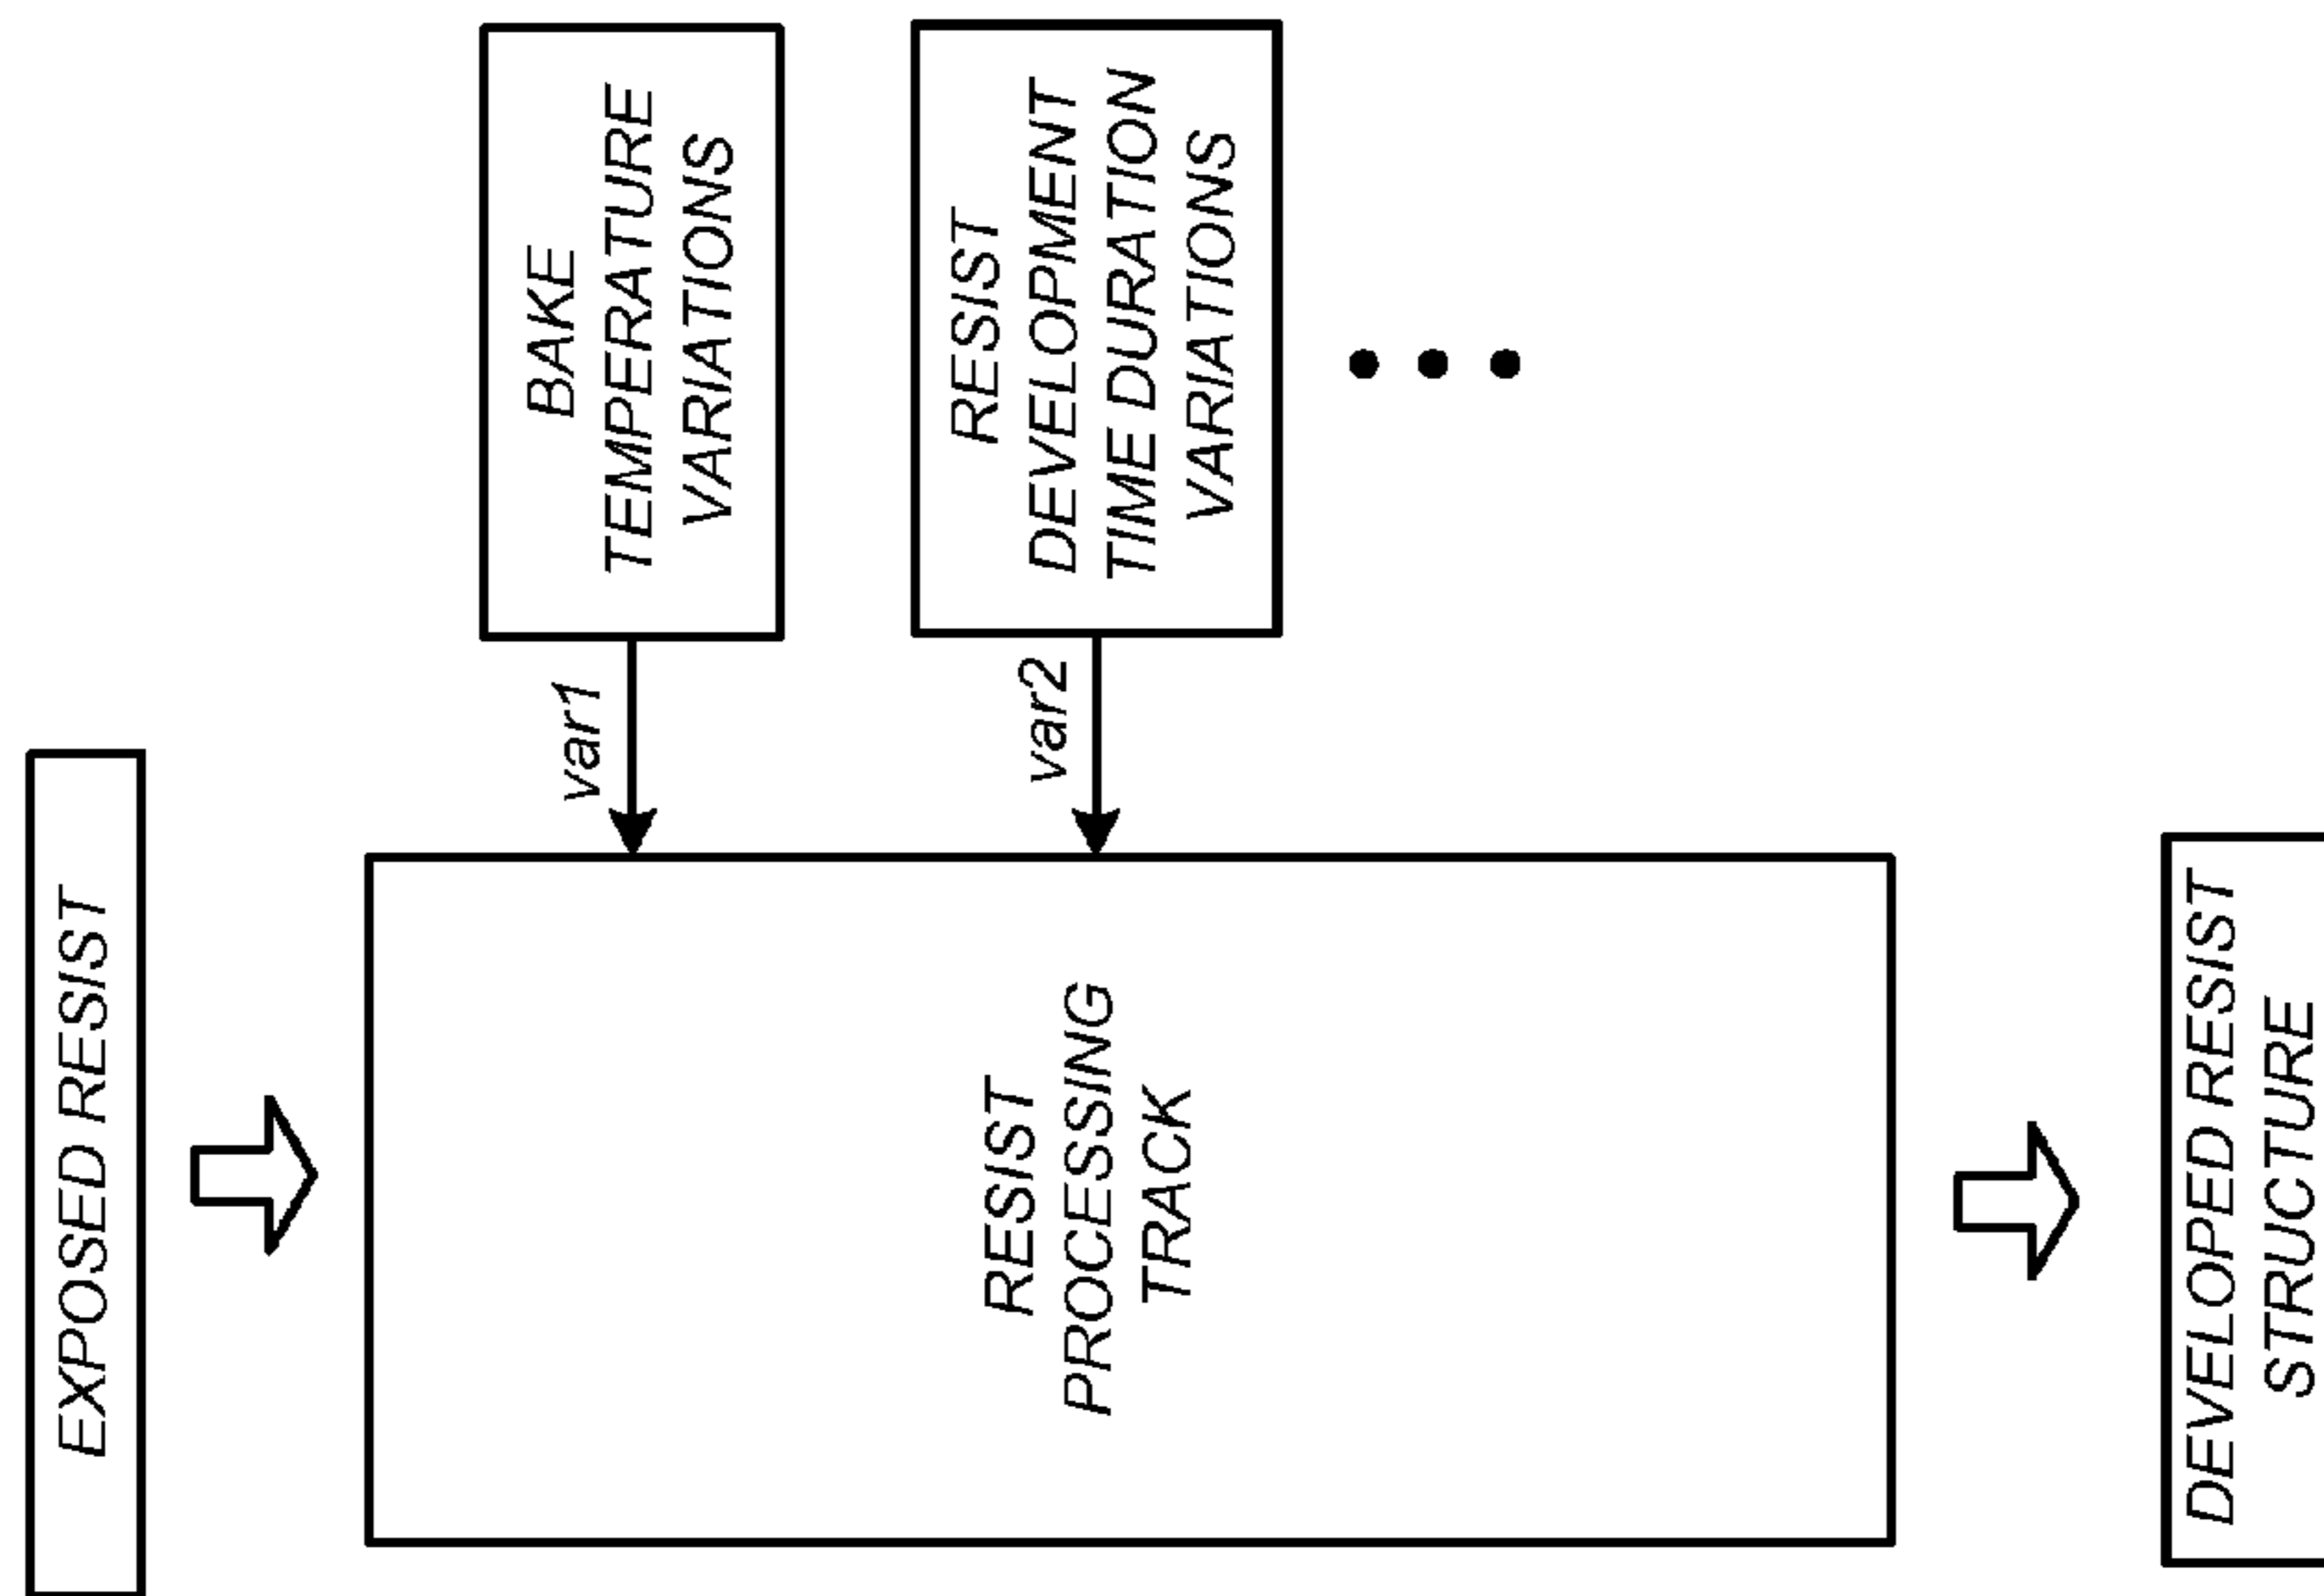 EXPOSED RESIST
BAKE
TEMPERATURE
VARIATIONS
var1
RESIST
DEVELOPMENT
TIME DURATION
VARIATIONS
var2
RESIST
PROCESSING
TRACK
DEVELOPED RESIST
STRUCTURE